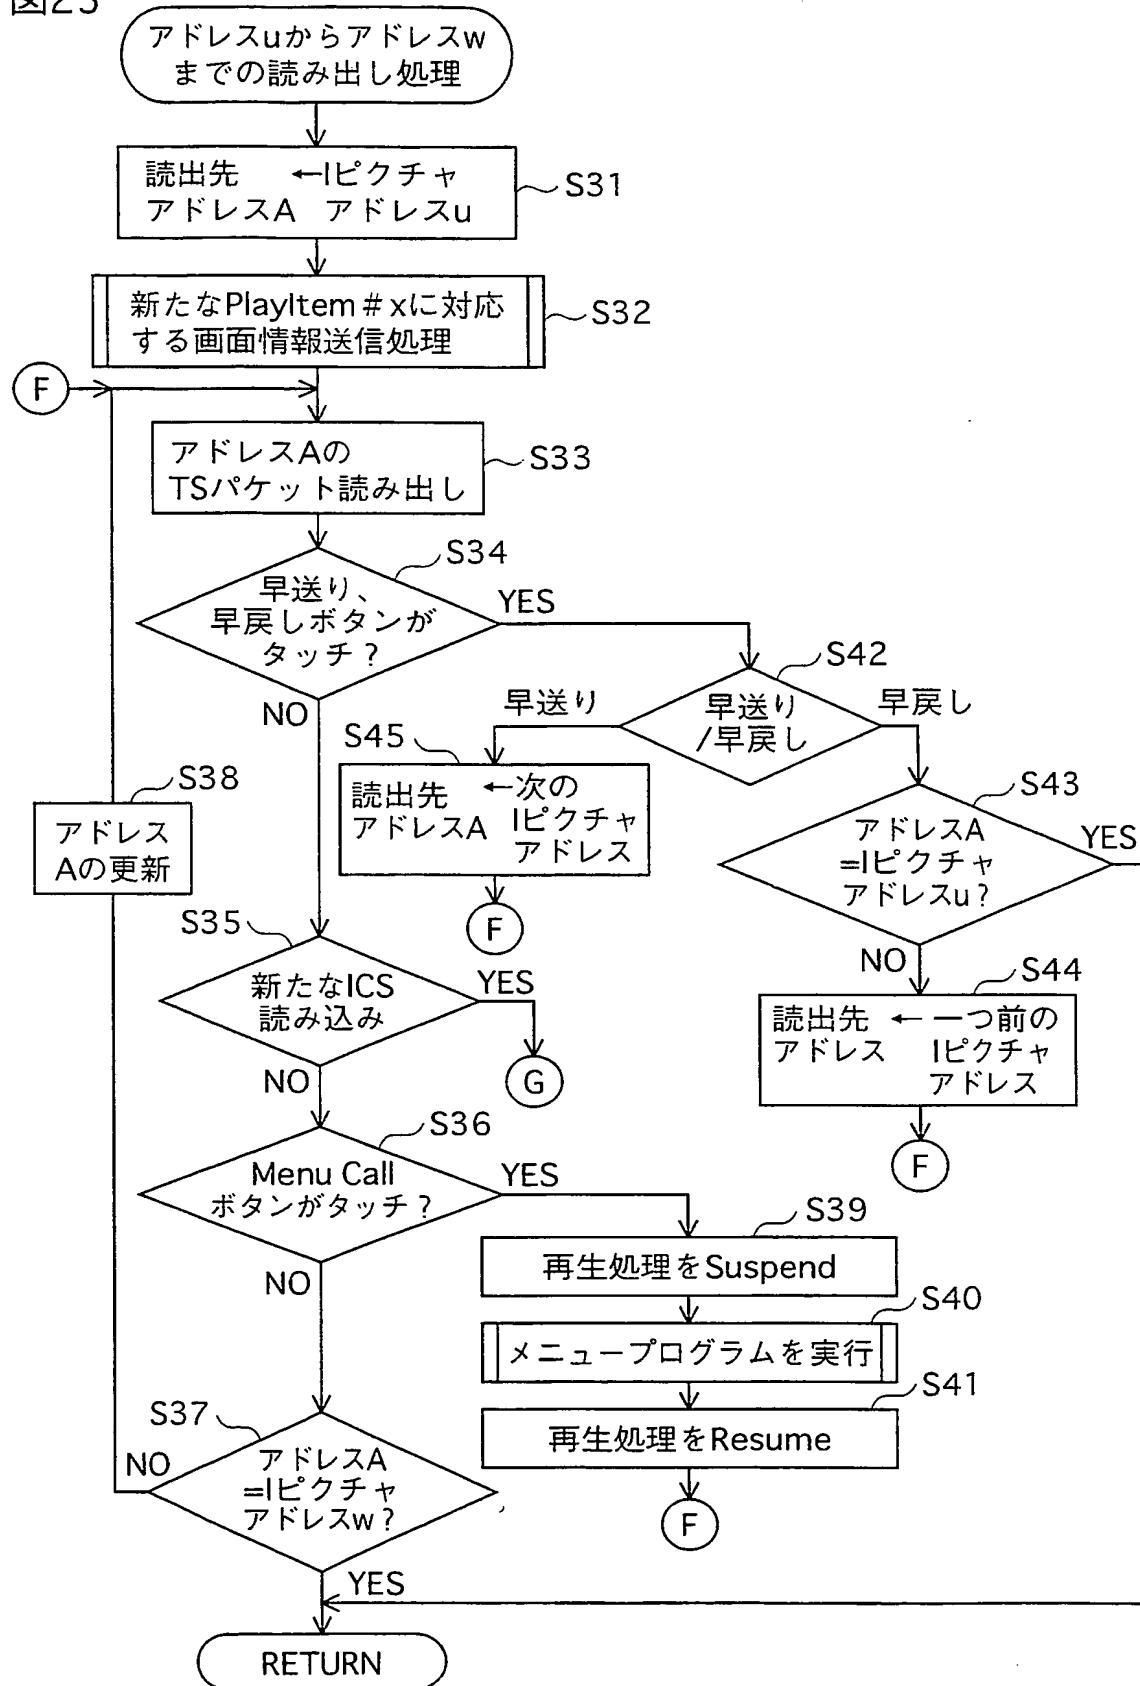 図23
アドレスuからアドレスw
までの読み出し処理
読出先 ←Iピクチャ
アドレスA アドレスu
S31
新たなPlayItem#xに対応
する画面情報送信処理
S32
F
アドレスAの
TSパケット読み出し
S33
S34
早送り、
早戻しボタンが
タッチ?
YES
NO
S42
早送り
/早戻し
早送り
早戻し
S45
読出先 ←次の
アドレスA Iピクチャ
アドレス
F
S43
アドレスA
=Iピクチャ
アドレスu?
YES
NO
S44
読出先 ← 一つ前の
アドレス Iピクチャ
アドレス
F
S38
アドレス
Aの更新
S35
新たなICS
読み込み
YES
G
NO
S36
Menu Call
ボタンがタッチ?
YES
NO
S39
再生処理をSuspend
S40
メニュープログラムを実行
S41
再生処理をResume
F
S37
NO
アドレスA
=Iピクチャ
アドレスw?
YES
RETURN